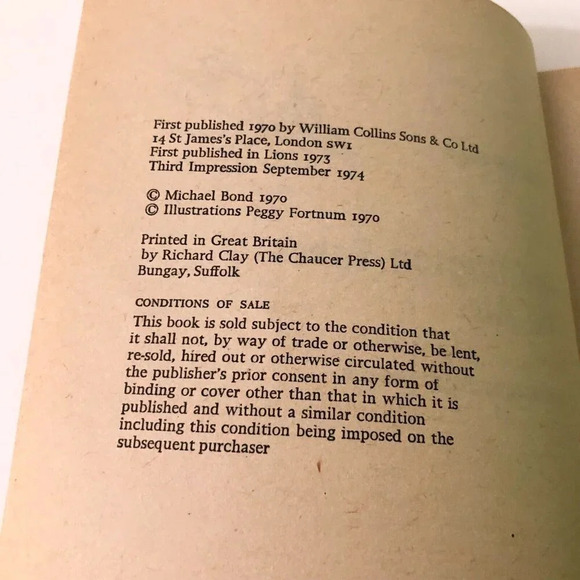 First published 1970 by William Collins Sons & Co Ltd
14 St James's Place, London SW1
First published in Lions 1973
Third Impression September 1974
© Michael Bond 1970
© Illustrations Peggy Fortnum 1970
Printed in Great Britain
by Richard Clay (The Chaucer Press) Ltd
Bungay, Suffolk
CONDITIONS OF SALE
This book is sold subject to the condition that
it shall not, by way of trade or otherwise, be lent,
re-sold, hired out or otherwise circulated without
the publisher's prior consent in any form of
binding or cover other than that in which it is
published and without a similar condition
including this condition being imposed on the
subsequent purchaser